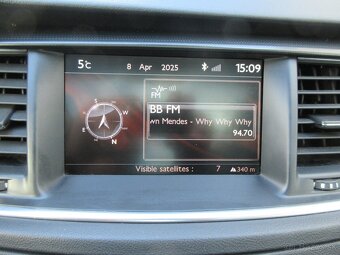 5°C 8 Apr 2025 15:09
FM
BB FM
wn Mendes - Why Why Why
94.70
S
W
E
N
Visible satellites : 7 340 m